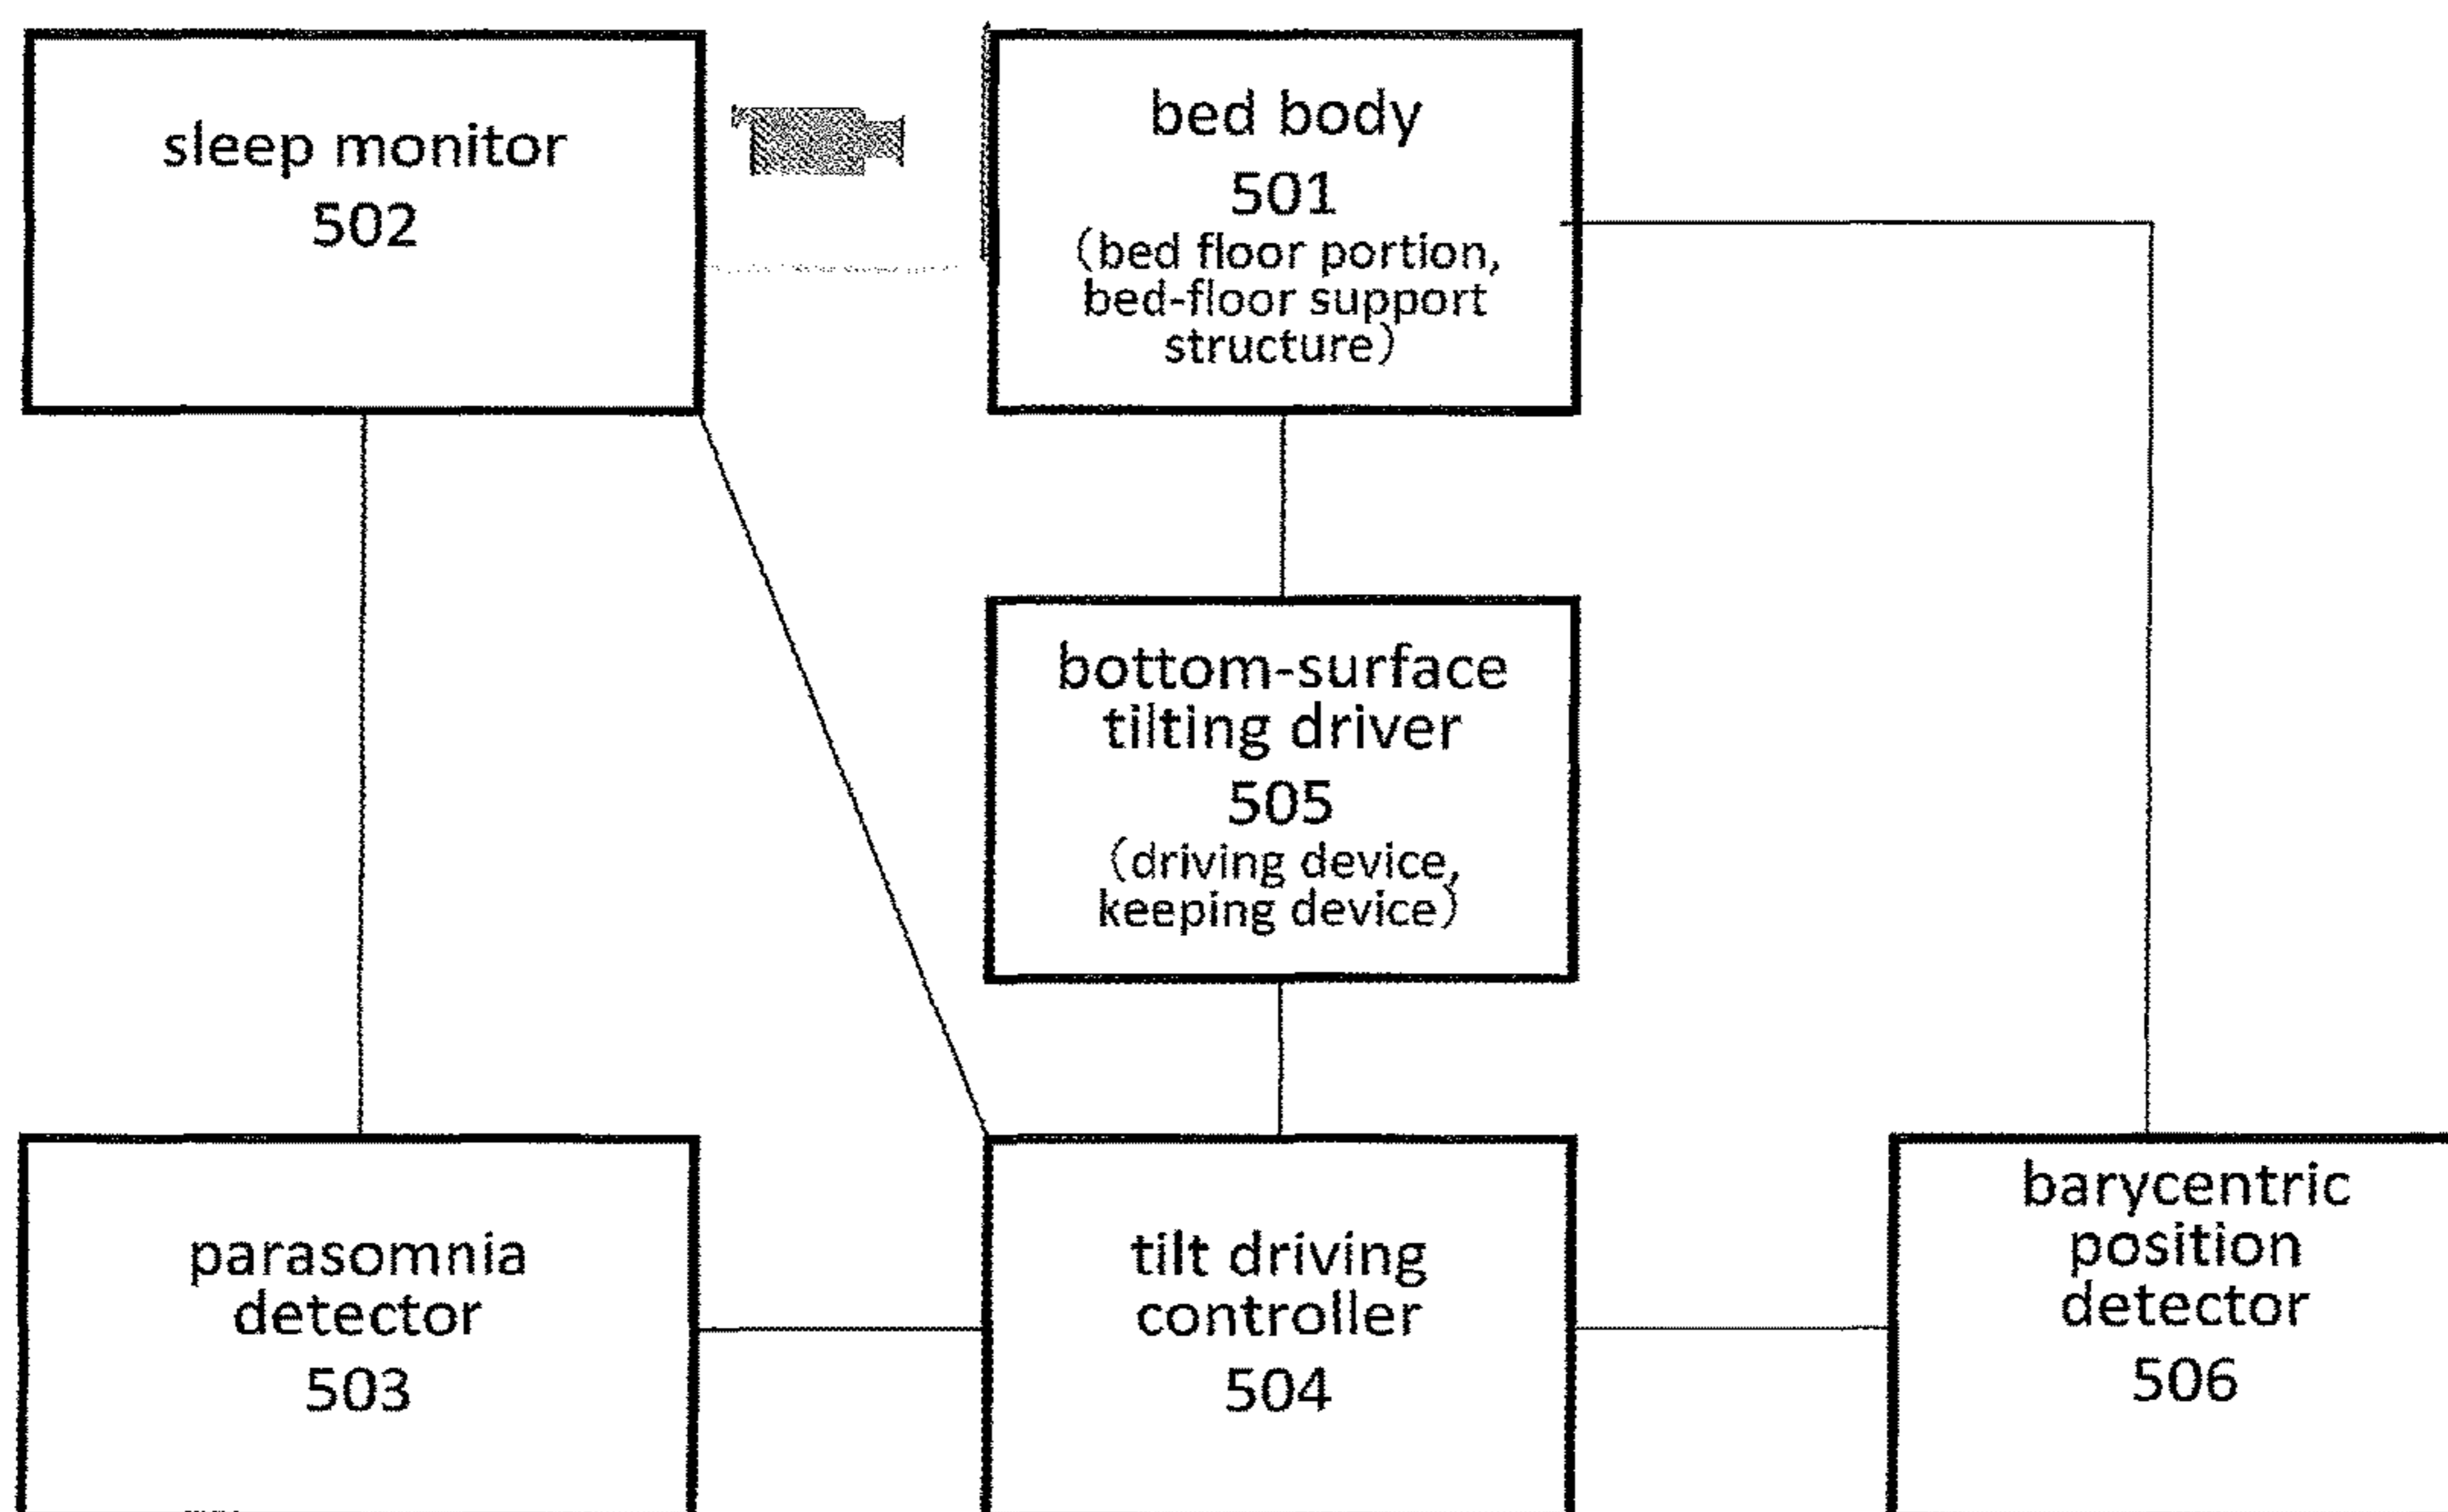 sleep monitor
502
bed body
501
(bed floor portion,
bed-floor support
structure)
bottom-surface
tilting driver
505
(driving device,
keeping device)
parasomnia
detector
503
tilt driving
controller
504
barycentric
position
detector
506